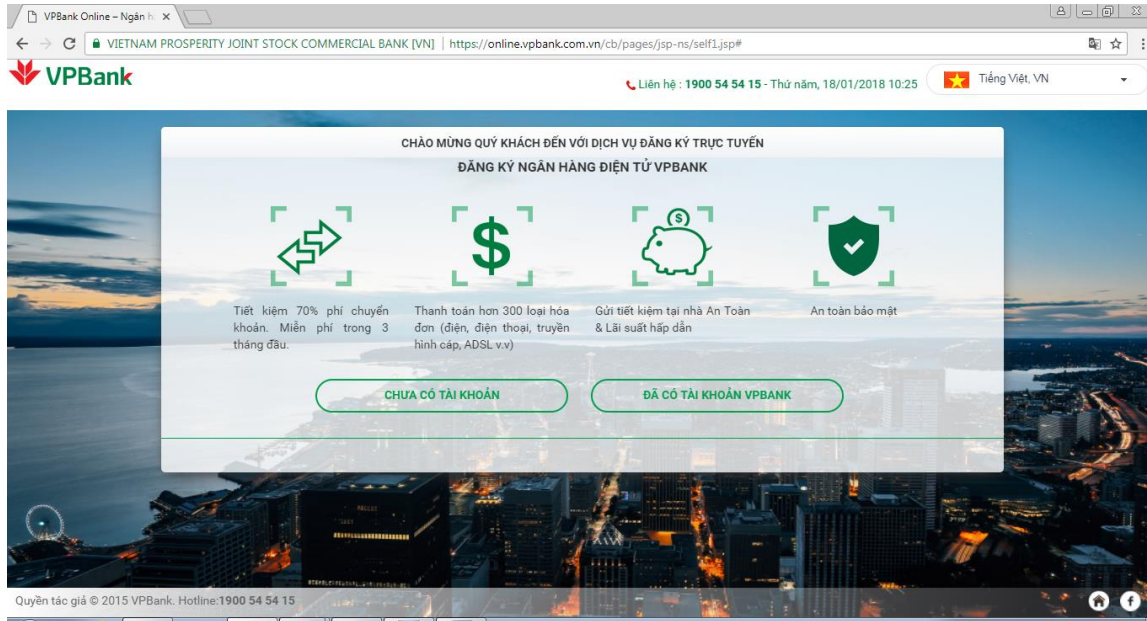 VPBank Online – Ngân h
VIETNAM PROSPERITY JOINT STOCK COMMERCIAL BANK [VN] | https://online.vpbank.com.vn/cb/pages/jsp-ns/self1.jsp#
VPBank
Liên hệ : 1900 54 54 15 - Thứ năm, 18/01/2018 10:25
Tiếng Việt, VN
CHÀO MỪNG QUÝ KHÁCH ĐẾN VỚI DỊCH VỤ ĐĂNG KÝ TRỰC TUYẾN
ĐĂNG KÝ NGÂN HÀNG ĐIỆN TỬ VPBANK
Tiết kiệm 70% phí chuyển
khoản. Miễn phí trong 3
tháng đầu.
Thanh toán hơn 300 loại hóa
đơn (điện, điện thoại, truyền
hình cáp, ADSL v.v)
Gửi tiết kiệm tại nhà An Toàn
& Lãi suất hấp dẫn
An toàn bảo mật
CHƯA CÓ TÀI KHOẢN
ĐÃ CÓ TÀI KHOẢN VPBANK
Quyền tác giả © 2015 VPBank. Hotline:1900 54 54 15